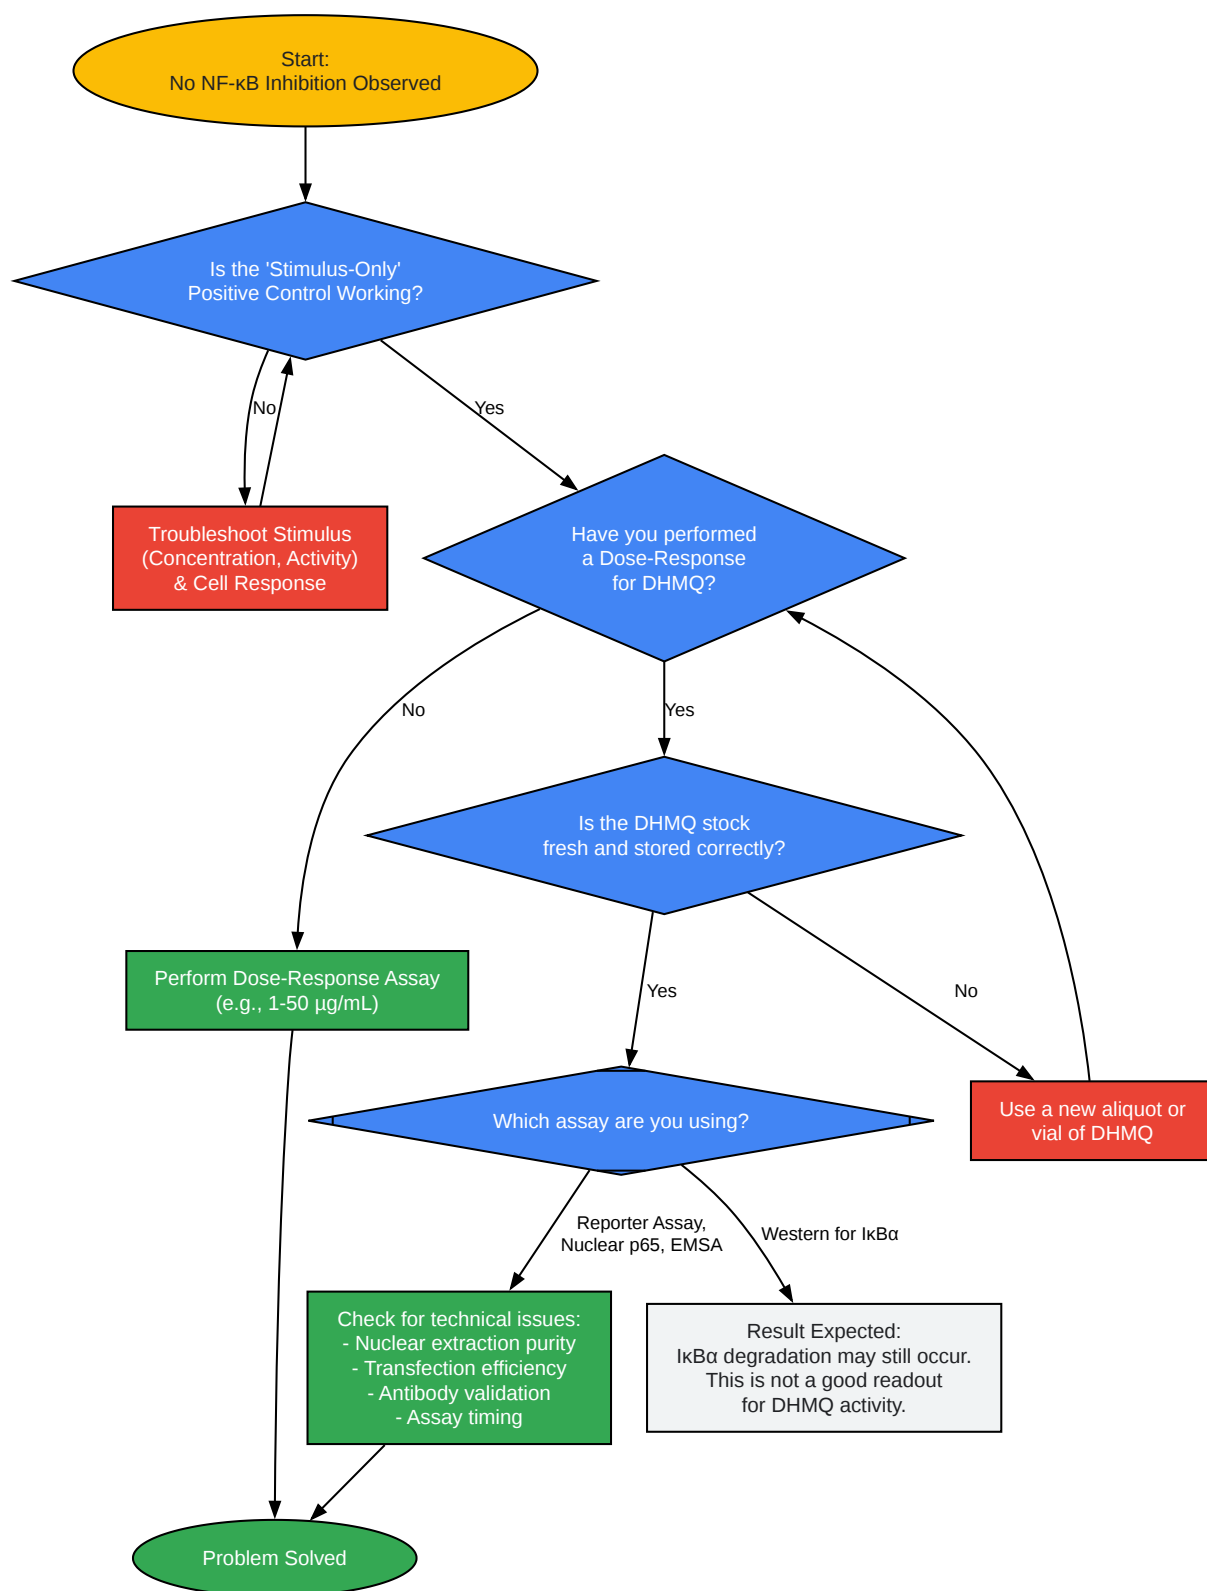 Start:
No NF-κB Inhibition Observed
Is the 'Stimulus-Only'
Positive Control Working?
No
Yes
Troubleshoot Stimulus
(Concentration, Activity)
& Cell Response
Have you performed
a Dose-Response
for DHMQ?
No
Yes
Is the DHMQ stock
fresh and stored correctly?
Perform Dose-Response Assay
(e.g., 1-50 µg/mL)
Yes
No
Use a new aliquot or
vial of DHMQ
Which assay are you using?
Reporter Assay,
Nuclear p65, EMSA
Western for IκBα
Check for technical issues:
- Nuclear extraction purity
- Transfection efficiency
- Antibody validation
- Assay timing
Result Expected:
IκBα degradation may still occur.
This is not a good readout
for DHMQ activity.
Problem Solved